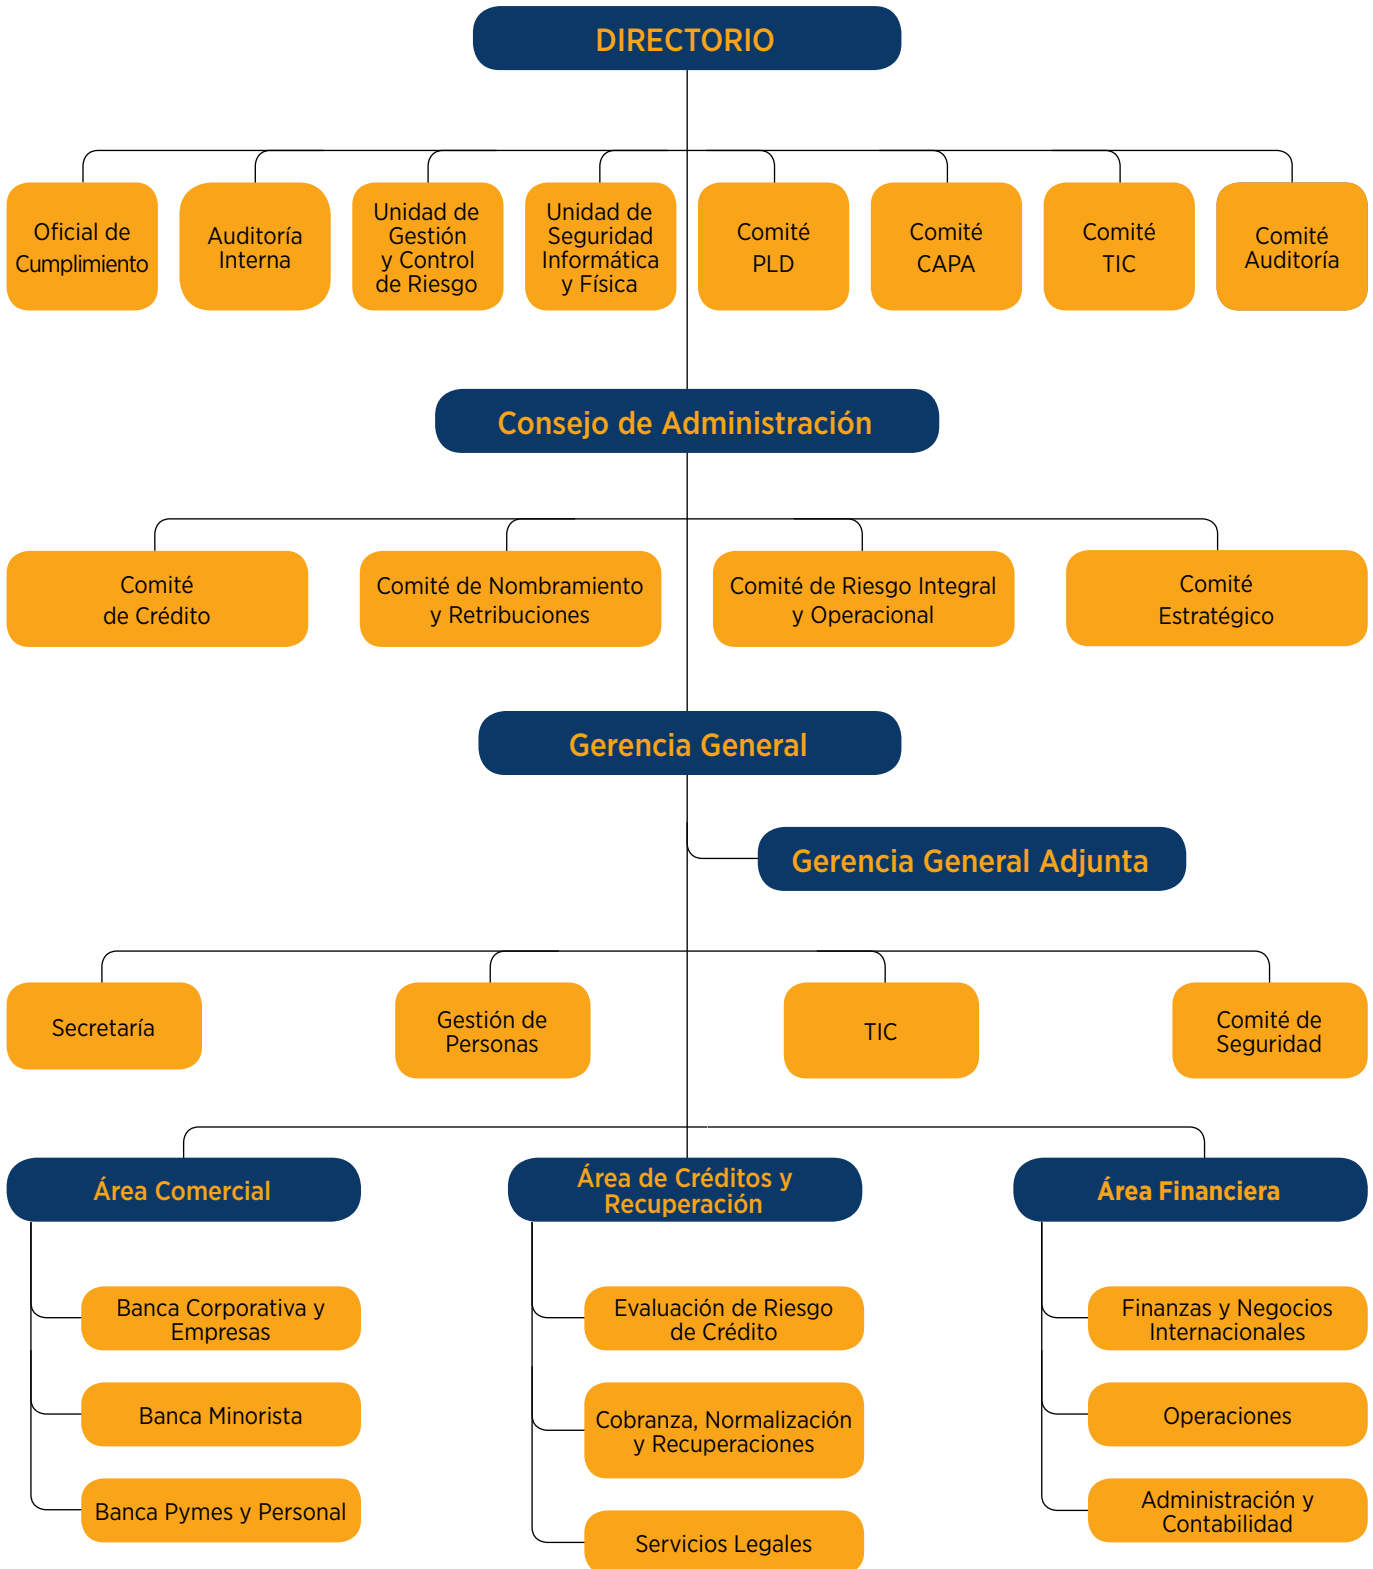 DIRECTORIO
Oficial de
Cumplimiento
Auditoría
Interna
Unidad de
Gestión
y Control
de Riesgo
Unidad de
Seguridad
Informática
y Física
Comité
PLD
Comité
CAPA
Comité
TIC
Comité
Auditoría
Consejo de Administración
Comité
de Crédito
Comité de Nombramiento
y Retribuciones
Comité de Riesgo Integral
y Operacional
Comité
Estratégico
Gerencia General
Gerencia General Adjunta
Secretaría
Gestión de
Personas
TIC
Comité de
Seguridad
Área Comercial
Banca Corporativa y
Empresas
Banca Minorista
Banca Pymes y Personal
Área de Créditos y
Recuperación
Evaluación de Riesgo
de Crédito
Cobranza, Normalización
y Recuperaciones
Servicios Legales
Área Financiera
Finanzas y Negocios
Internacionales
Operaciones
Administración y
Contabilidad